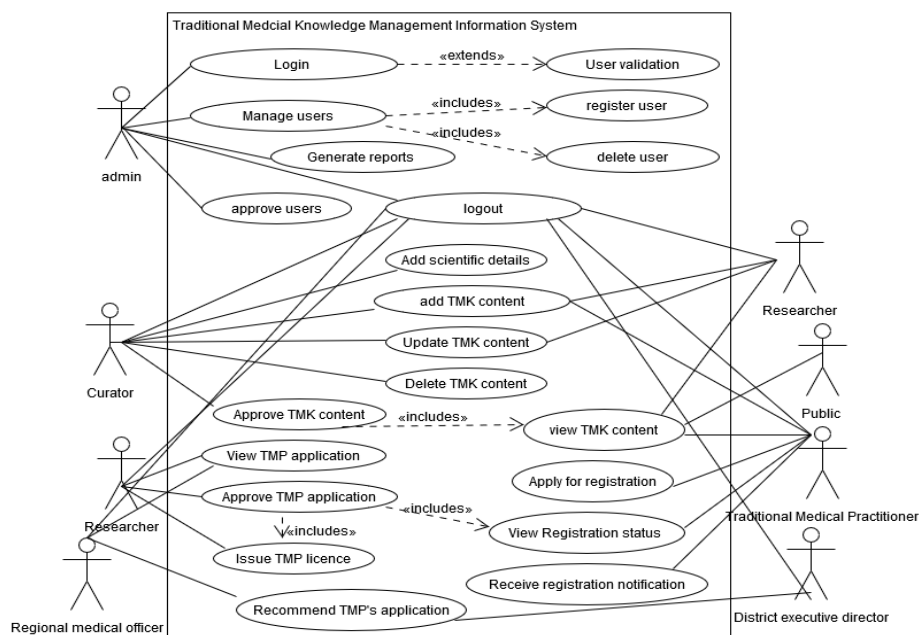 Traditional Medcial Knowledge Management Information System
Login
«extends»
User validation
Manage users
«includes»
register user
«includes»
delete user
Generate reports
admin
approve users
logout
Add scientific details
add TMK content
Researcher
Update TMK content
Curator
Delete TMK content
Approve TMK content
«includes»
view TMK content
Public
View TMP application
Apply for registration
Approve TMP application
«includes»
Researcher
Traditional Medical Practitioner
«includes»
View Registration status
Issue TMP licence
Receive registration notification
Recommend TMP's application
Regional medical officer
District executive director